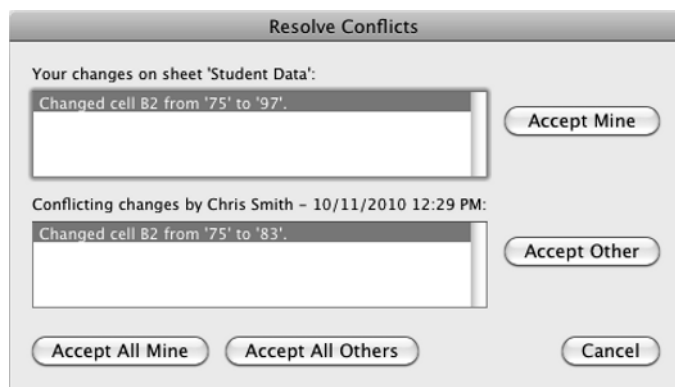 Resolve Conflicts
Your changes on sheet 'Student Data':
Changed cell B2 from '75' to '97'.
Accept Mine
Conflicting changes by Chris Smith – 10/11/2010 12:29 PM:
Changed cell B2 from '75' to '83'.
Accept Other
Accept All Mine
Accept All Others
Cancel